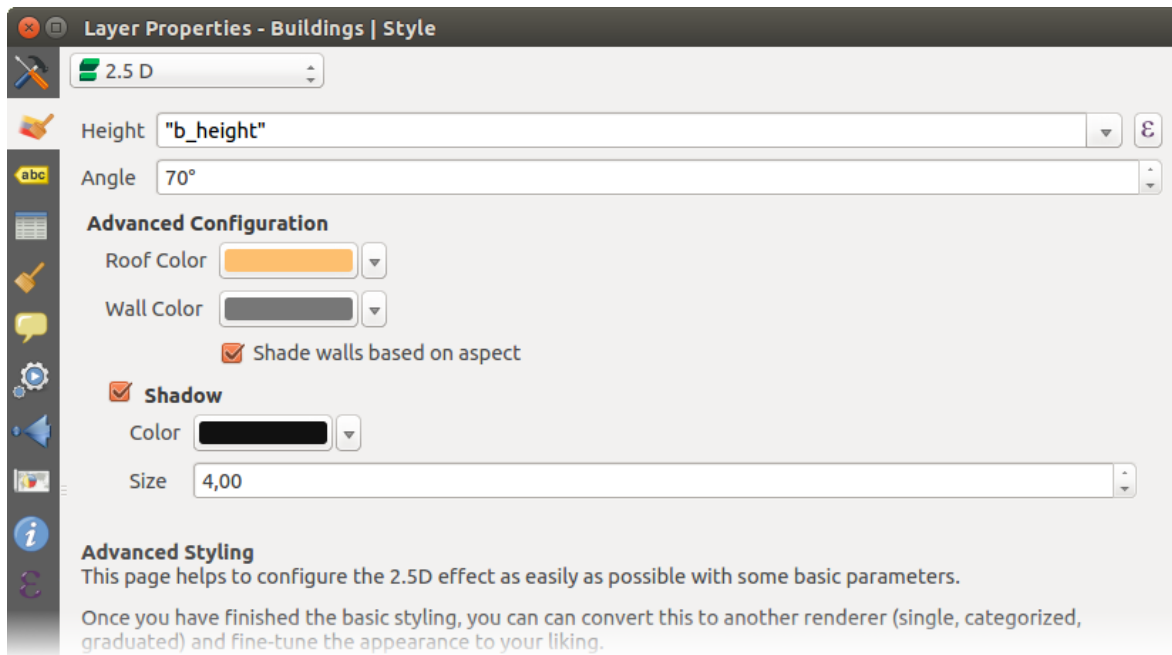 Layer Properties - Buildings | Style
2.5 D
Height "b_height" ε
Angle 70°
abc
Advanced Configuration
Roof Color
Wall Color
Shade walls based on aspect
Shadow
Color
Size 4,00
i
ε
Advanced Styling
This page helps to configure the 2.5D effect as easily as possible with some basic parameters.
Once you have finished the basic styling, you can can convert this to another renderer (single, categorized,
graduated) and fine-tune the appearance to your liking.